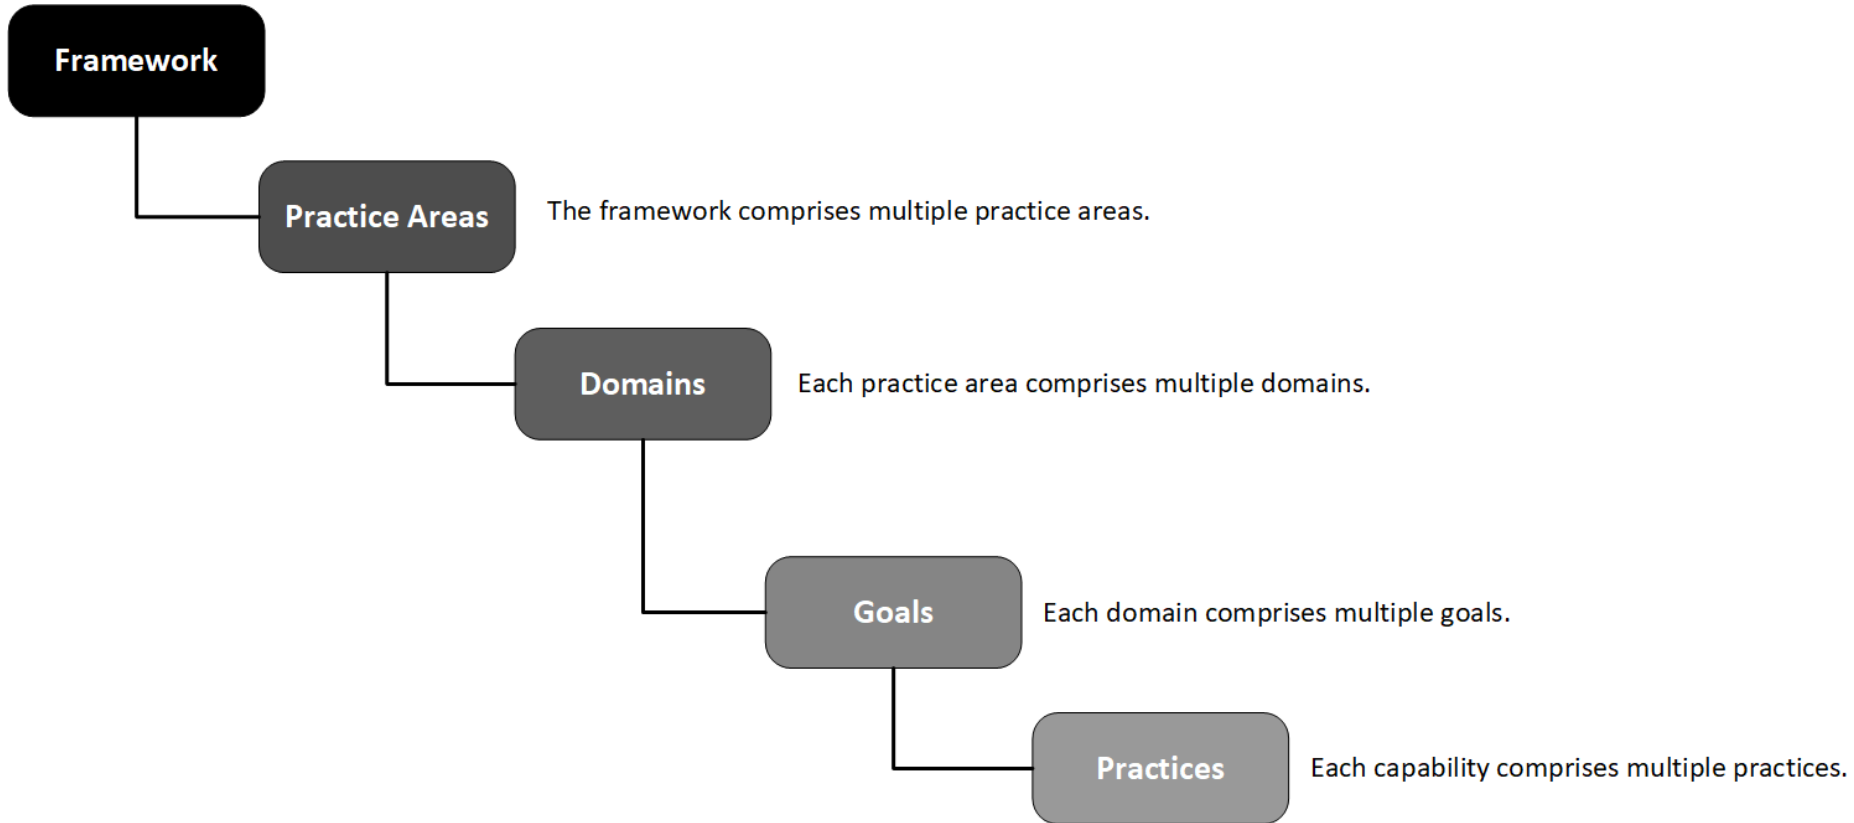 Framework
Practice Areas
The framework comprises multiple practice areas.
Domains
Each practice area comprises multiple domains.
Goals
Each domain comprises multiple goals.
Practices
Each capability comprises multiple practices.